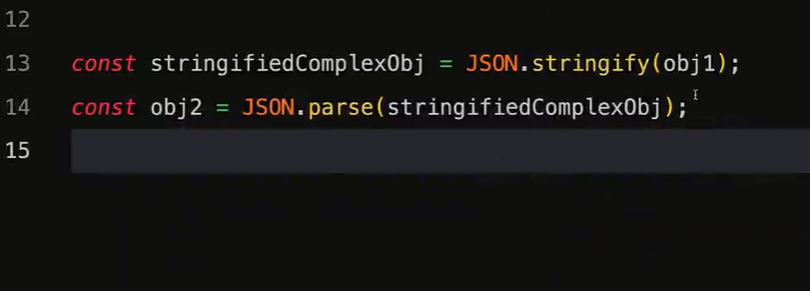 12
13 const stringifiedComplexObj = JSON.stringify(obj1);
14 const obj2 = JSON.parse(stringifiedComplexObj);
15